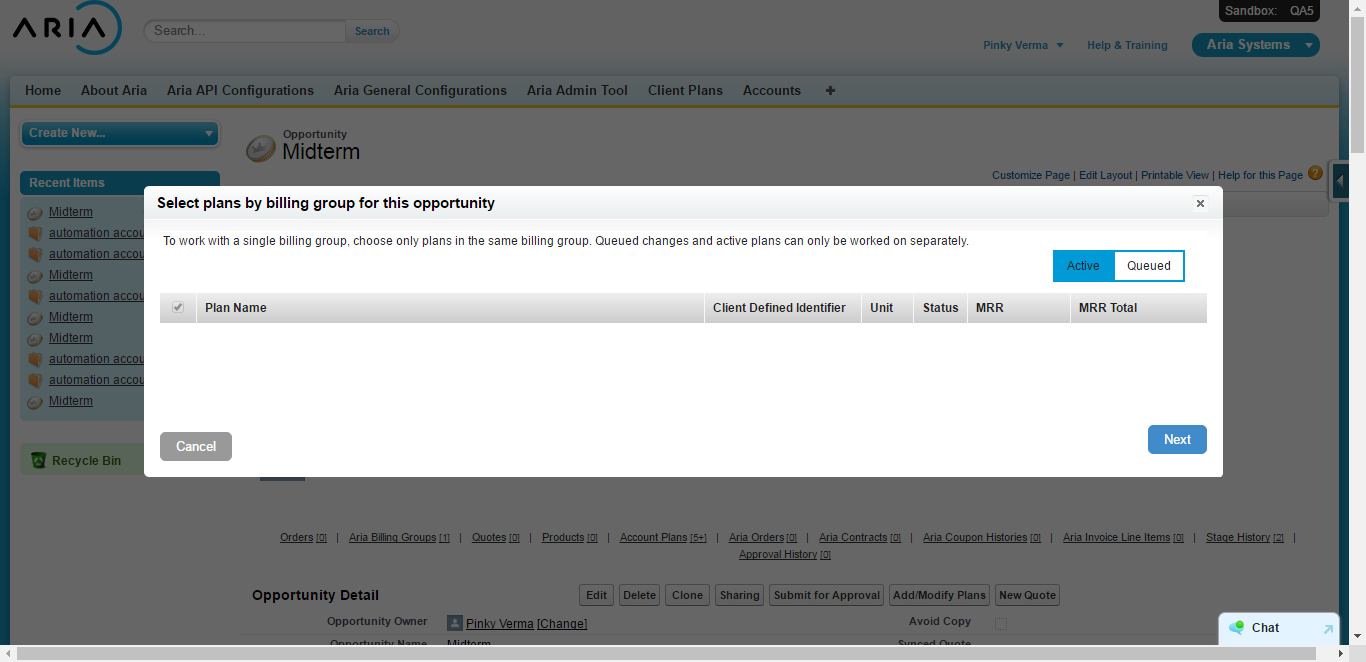 Sandbox: QA5
ARIA
Search...
Search
Pinky Verma
Help & Training
Aria Systems
Home
About Aria
Aria API Configurations
Aria General Configurations
Aria Admin Tool
Client Plans
Accounts
Create New...
Opportunity
Midterm
Customize Page | Edit Layout | Printable View | Help for this Page
Recent Items
Midterm
automation accou
automation accou
Midterm
automation accou
Midterm
Midterm
automation accou
automation accou
Midterm
Recycle Bin
Select plans by billing group for this opportunity
To work with a single billing group, choose only plans in the same billing group. Queued changes and active plans can only be worked on separately.
Active
Queued
Plan Name
Client Defined Identifier
Unit
Status
MRR
MRR Total
Cancel
Next
Orders [0] | Aria Billing Groups [1] | Quotes [0] | Products [0] | Account Plans [5+] | Aria Orders [0] | Aria Contracts [0] | Aria Coupon Histories [0] | Aria Invoice Line Items [0] | Stage History [2] |
Approval History [0]
Opportunity Detail
Edit
Delete
Clone
Sharing
Submit for Approval
Add/Modify Plans
New Quote
Opportunity Owner
Pinky Verma [Change]
Avoid Copy
Opportunity Name
Midterm
Synced Quote
Chat